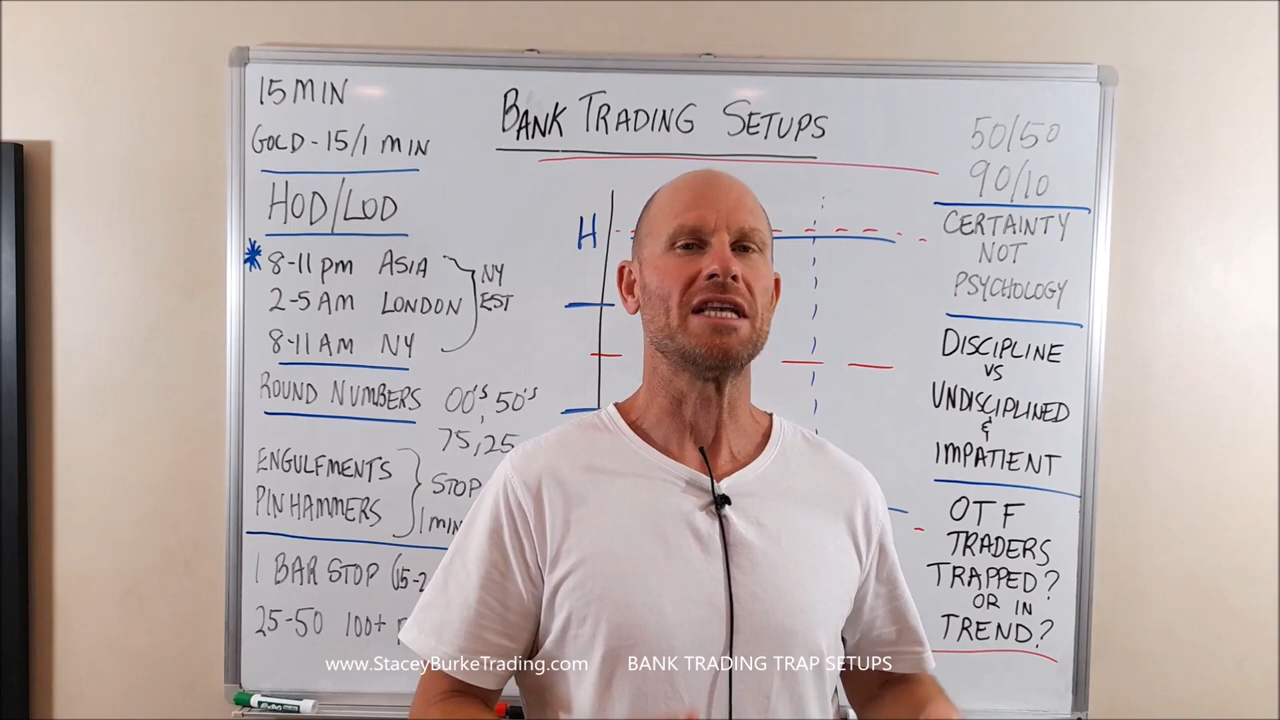 BANK TRADING SETUPS
15 MIN
GOLD - 15/1 MIN
HOD/LOD
* 8-11 pm ASIA
2-5 AM LONDON
8-11 AM NY
NY
EST
ROUND NUMBERS 00's, 50's
75, 25
ENGULFMENTS
PIN HAMMERS
STOP
1 MIN
1 BAR STOP (15-2
25-50 100+
H
50/50
90/10
CERTAINTY
NOT
PSYCHOLOGY
DISCIPLINE
VS
UNDISCIPLINED
&
IMPATIENT
OTF
TRADERS
TRAPPED?
OR IN
TREND?
www.StaceyBurkeTrading.com BANK TRADING TRAP SETUPS